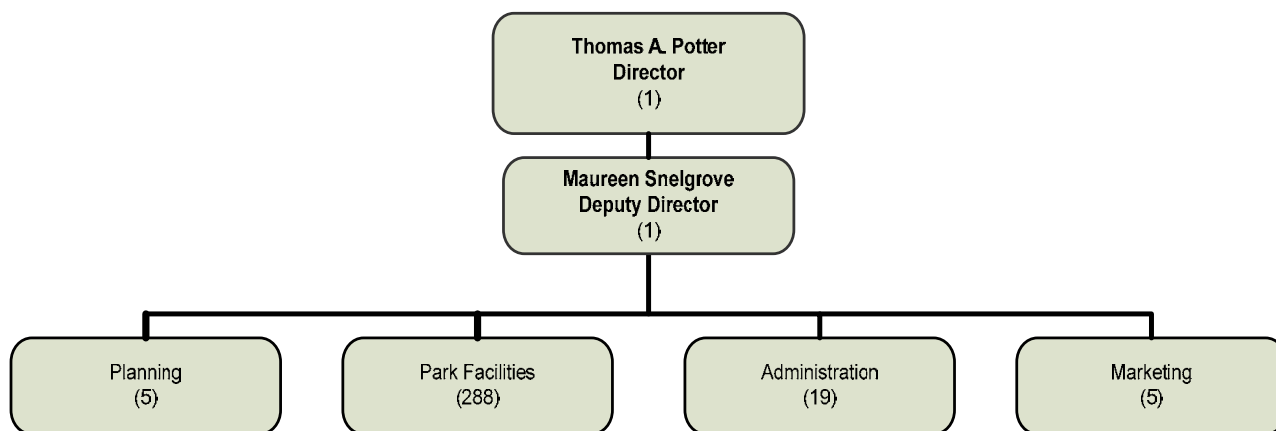 Thomas A. Potter
Director
(1)
Maureen Snelgrove
Deputy Director
(1)
Planning
(5)
Park Facilities
(288)
Administration
(19)
Marketing
(5)